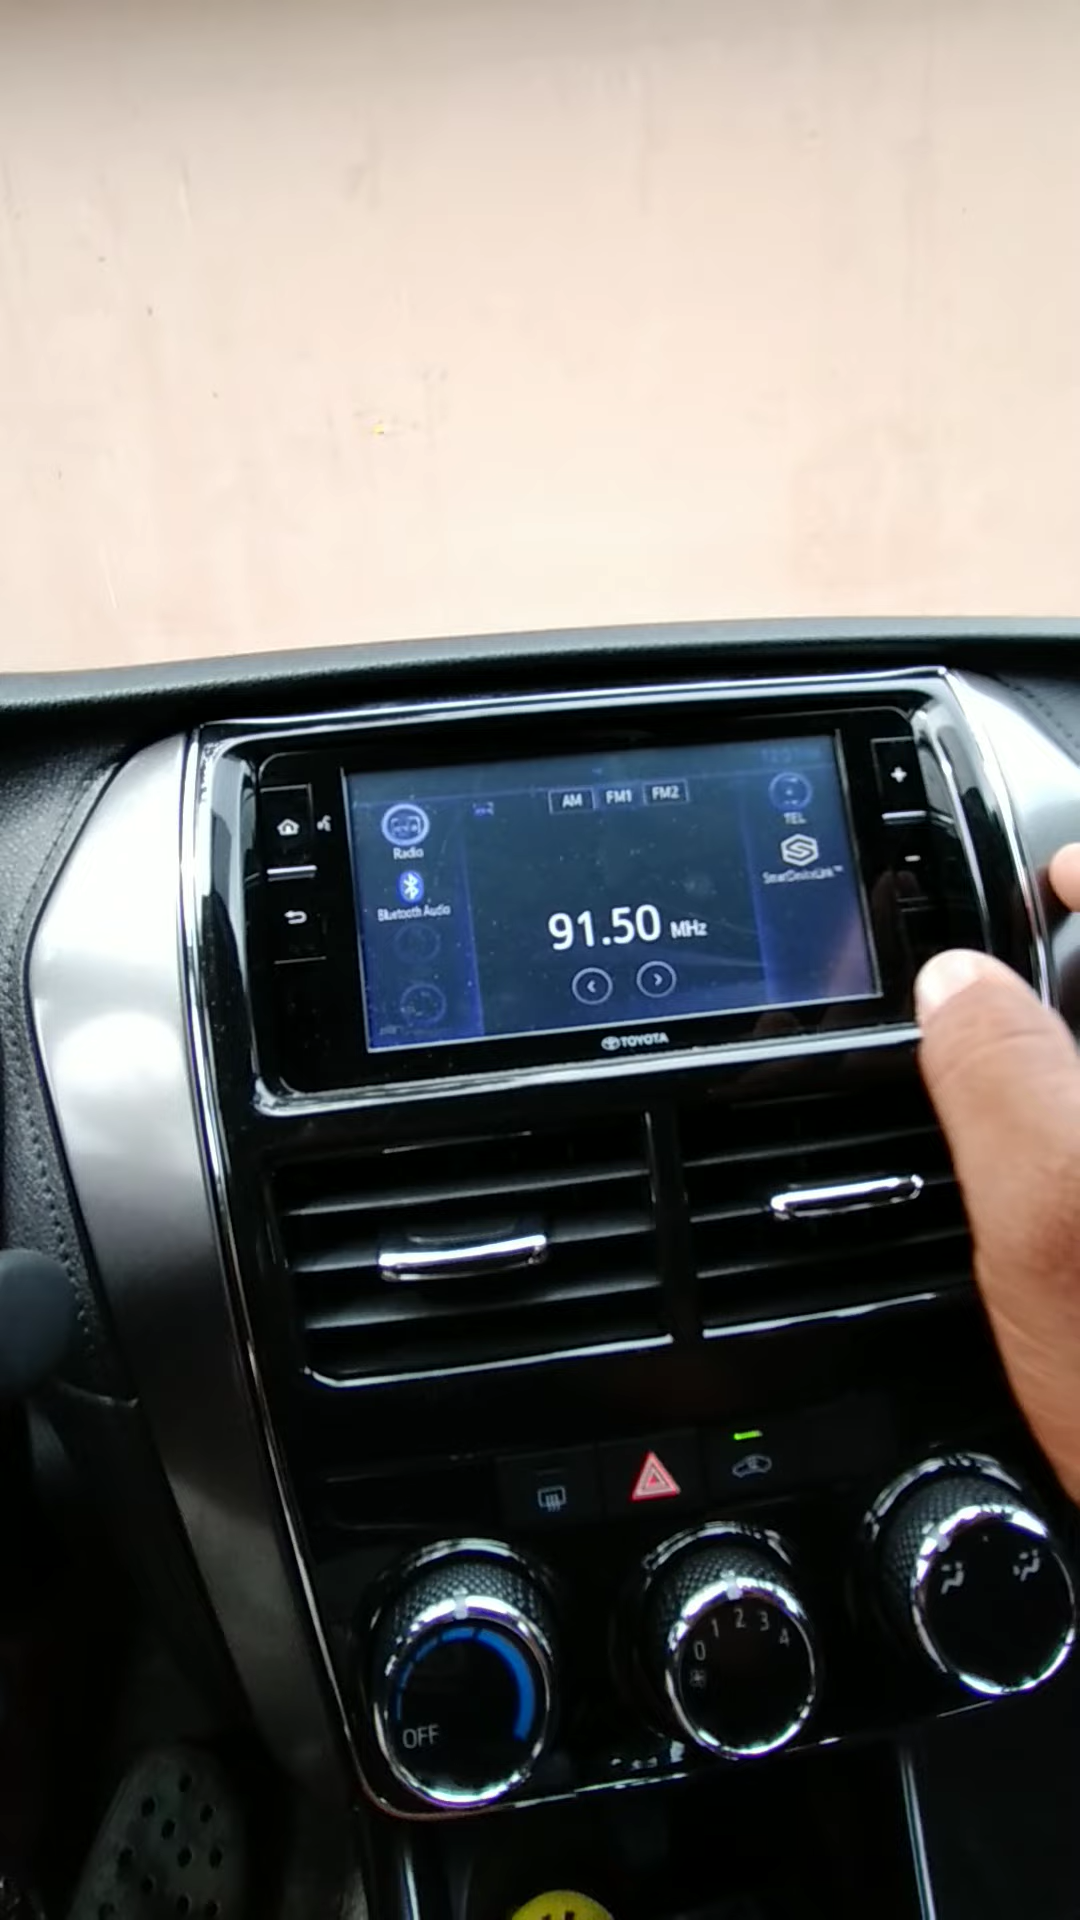 AM FM1 FM2
Radio
TEL
Bluetooth Audio
SmartDeviceLink™
91.50 MHz
TOYOTA
+
-
0 1 2 3 4
OFF